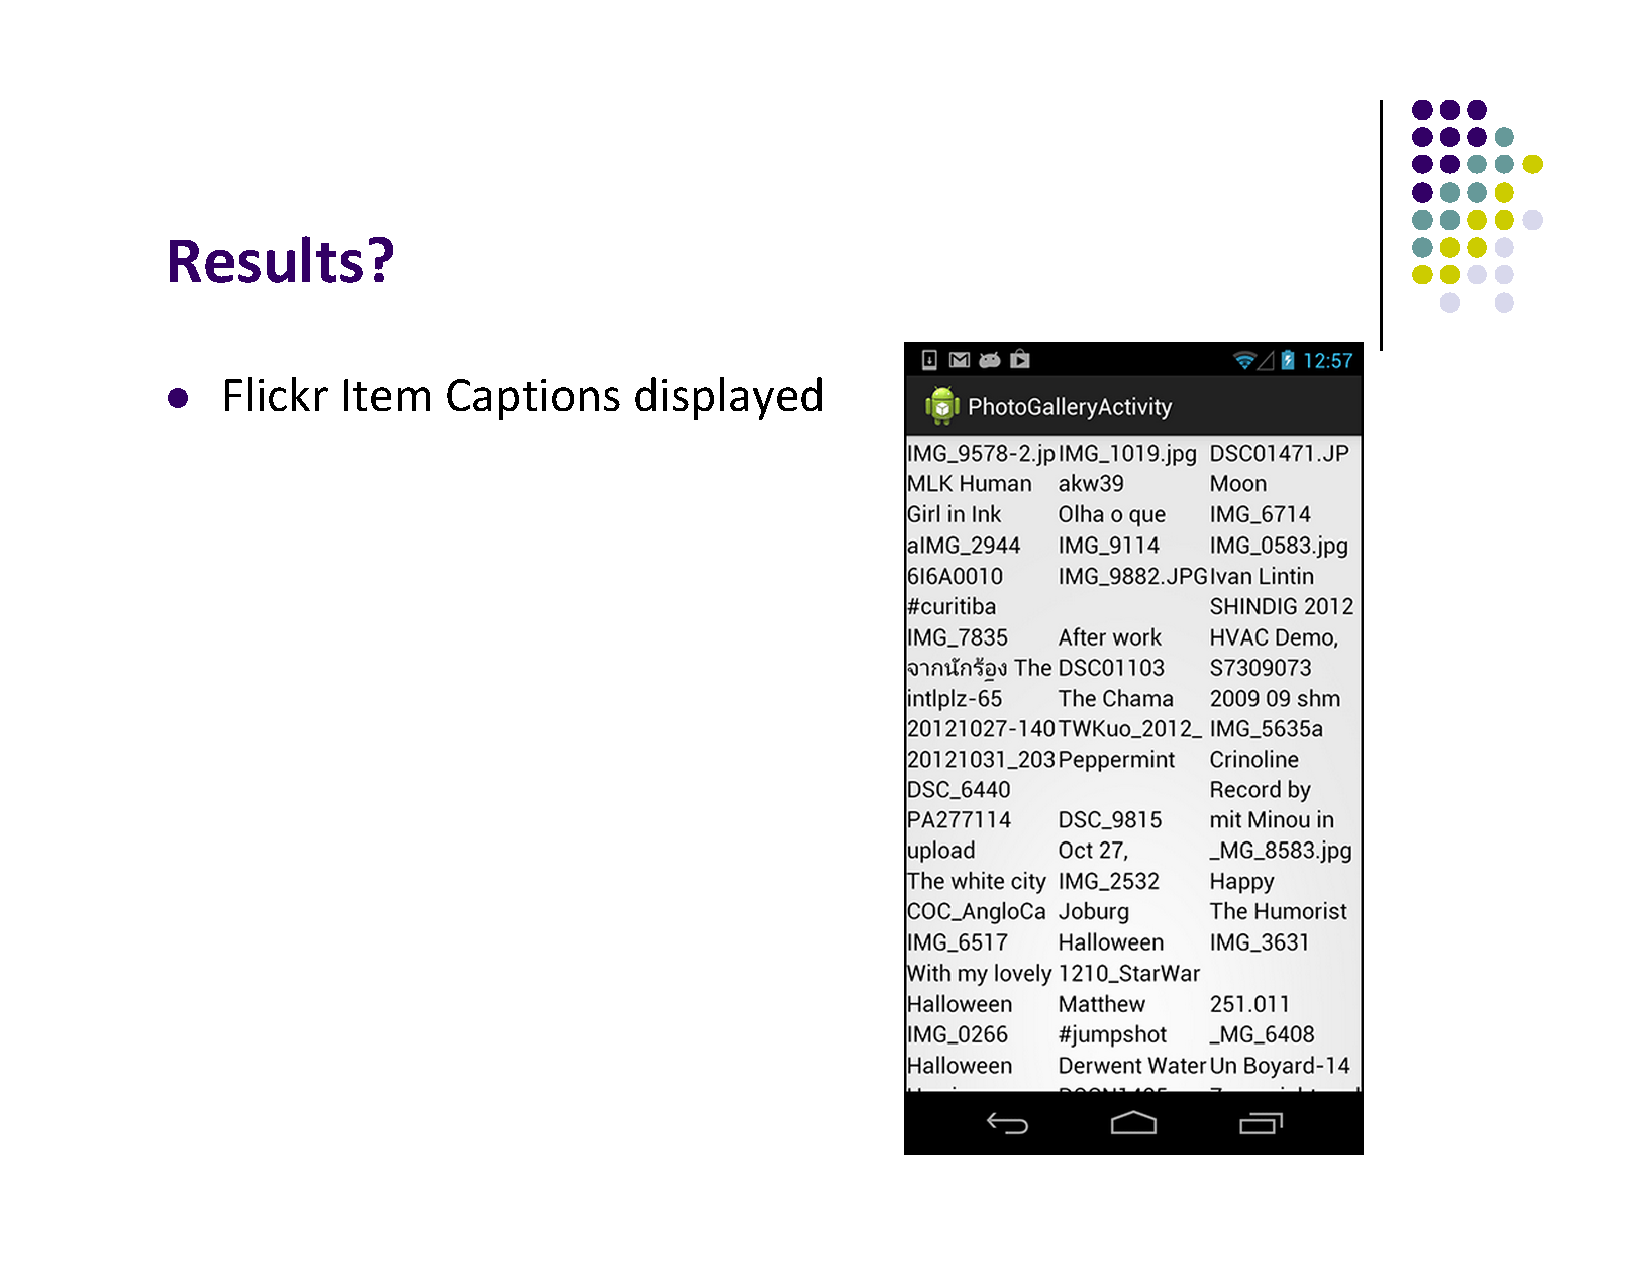 Results?
Flickr Item Captions displayed
12:57
PhotoGalleryActivity
IMG_9578-2.jp IMG_1019.jpg DSC01471.JP
MLK Human akw39 Moon
Girl in Ink Olha o que IMG_6714
aIMG_2944 IMG_9114 IMG_0583.jpg
6I6A0010 IMG_9882.JPG Ivan Lintin
#curitiba SHINDIG 2012
IMG_7835 After work HVAC Demo,
จากนักร้อง The DSC01103 S7309073
intlplz-65 The Chama 2009 09 shm
20121027-140 TWKuo_2012_ IMG_5635a
20121031_203 Peppermint Crinoline
DSC_6440 Record by
PA277114 DSC_9815 mit Minou in
upload Oct 27, _MG_8583.jpg
The white city IMG_2532 Happy
COC_AngloCa Joburg The Humorist
IMG_6517 Halloween IMG_3631
With my lovely 1210_StarWar
Halloween Matthew 251.011
IMG_0266 #jumpshot _MG_6408
Halloween Derwent Water Un Boyard-14